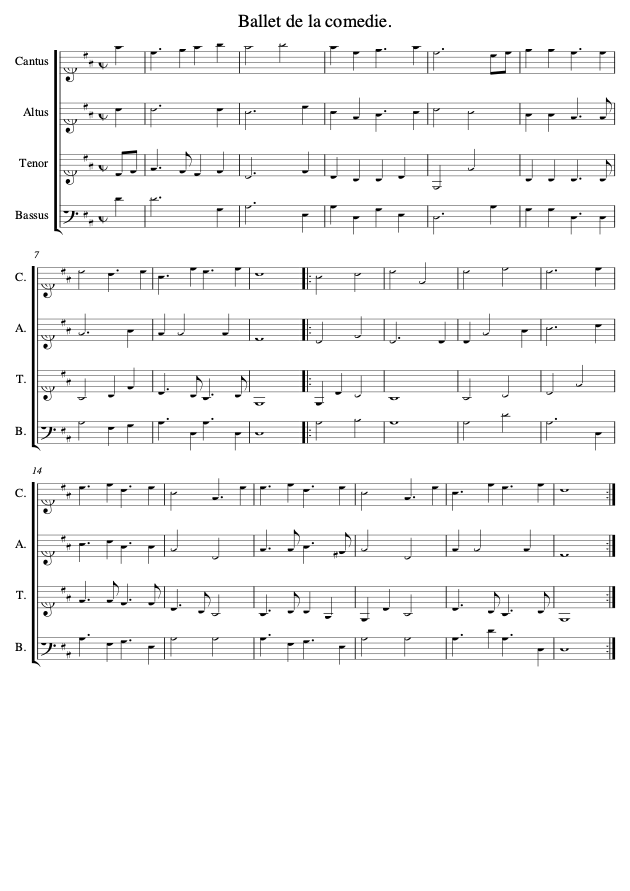 Ballet de la comedie.
Cantus
Altus
Tenor
Bassus
7
C.
A.
T.
B.
14
C.
A.
T.
B.